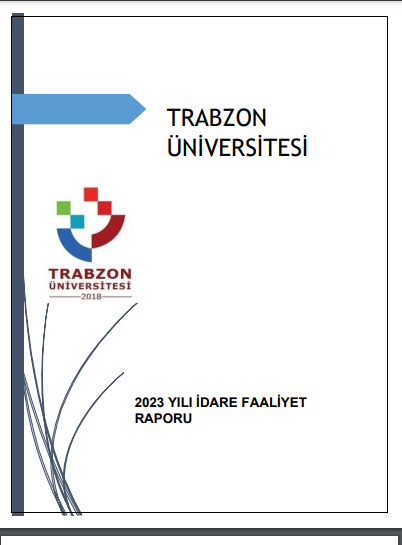 TRABZON
ÜNİVERSİTESİ
TRABZON
ÜNİVERSİTESİ
2018
2023 YILI İDARE FAALİYET
RAPORU